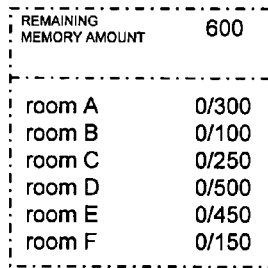 REMAINING
MEMORY AMOUNT 600
room A 0/300
room B 0/100
room C 0/250
room D 0/500
room E 0/450
room F 0/150